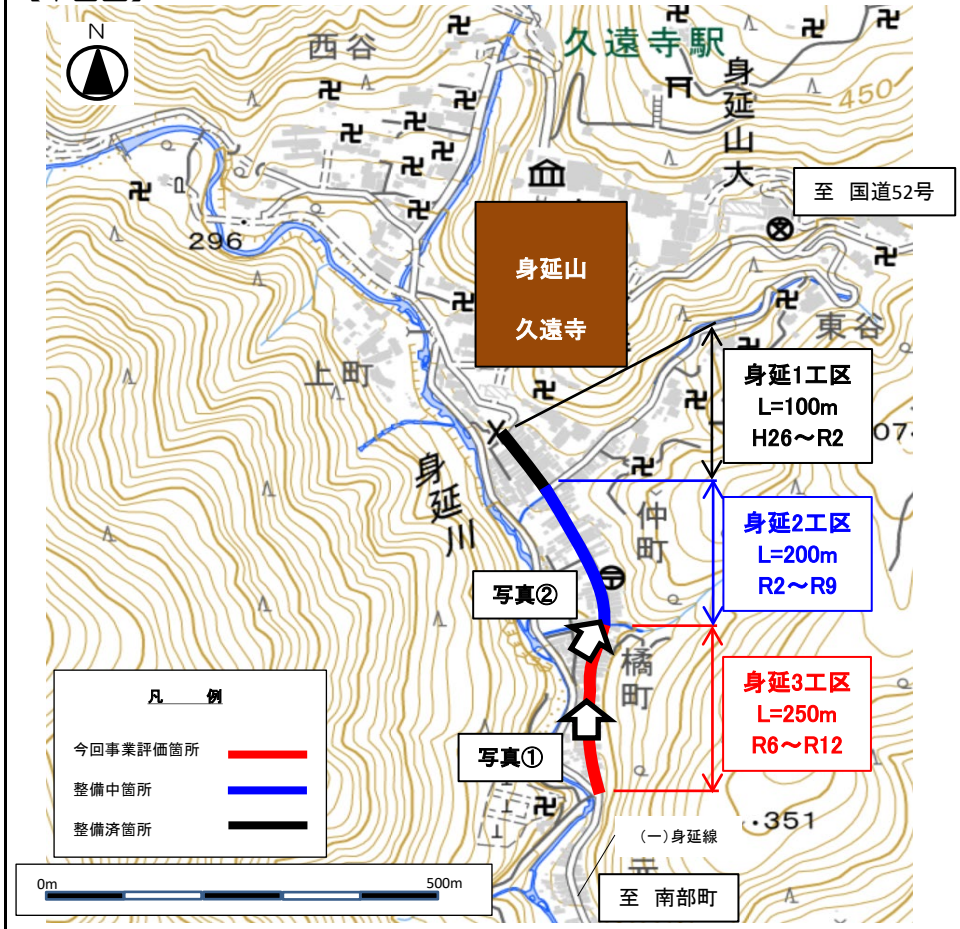 N
西谷
久遠寺駅
身延山大
450
至 国道52号
296
身延山
久遠寺
東谷
上町
身延1工区
L=100m
H26～R2
07
身延川
仲町
身延2工区
L=200m
R2～R9
写真②
橘町
身延3工区
L=250m
R6～R12
写真①
凡 例
今回事業評価箇所
整備中箇所
整備済箇所
351
(一)身延線
至 南部町
0m
500m